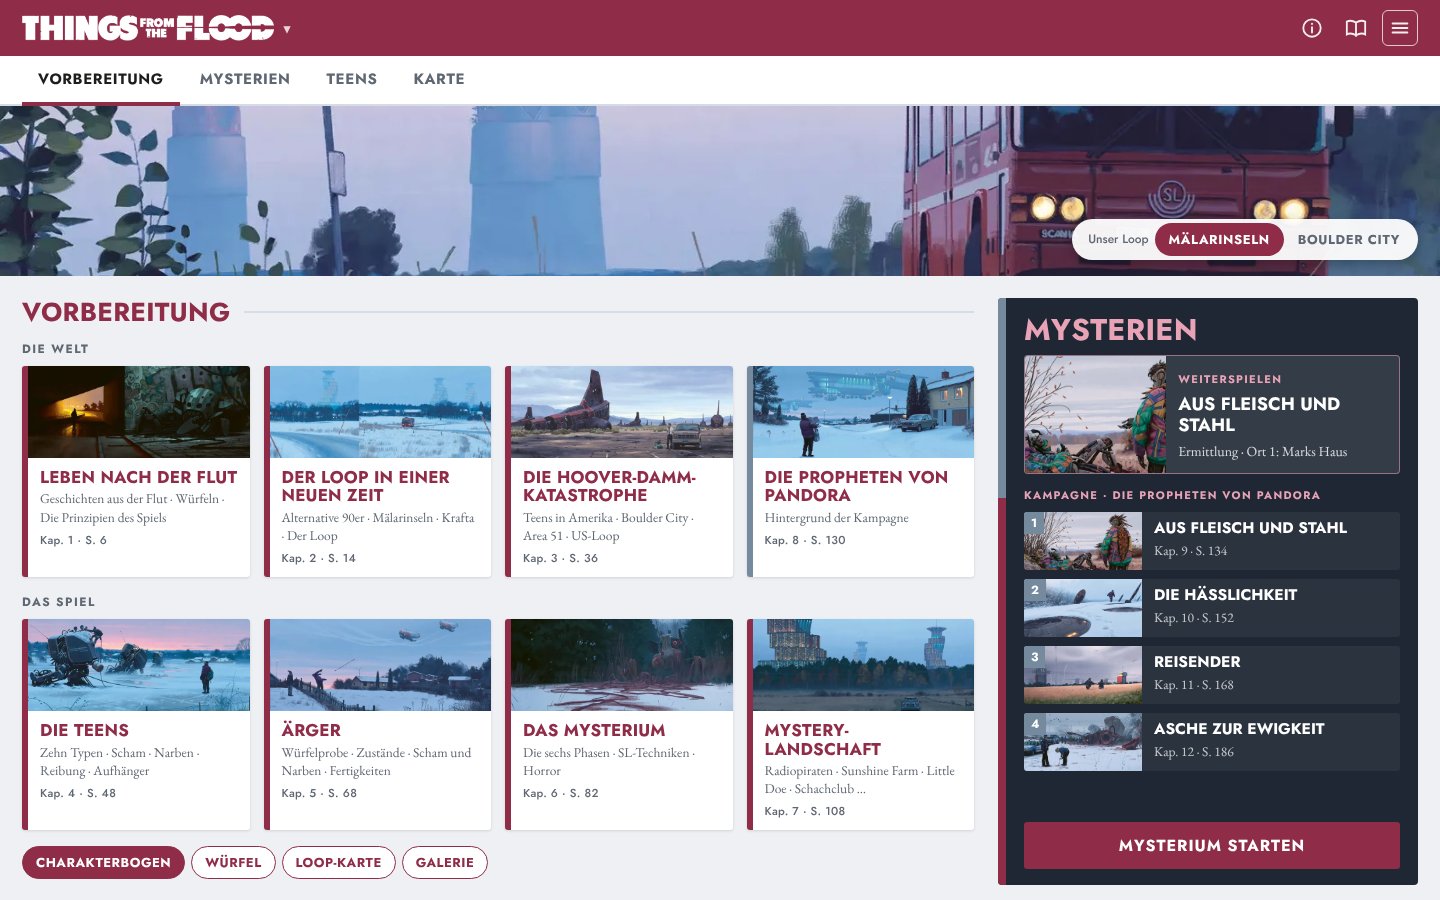 THINGS FROM THE FLOOD ▾
VORBEREITUNG
MYSTERIEN
TEENS
KARTE
SL
Unser Loop
MÄLARINSELN
BOULDER CITY
VORBEREITUNG
DIE WELT
LEBEN NACH DER FLUT
Geschichten aus der Flut · Würfeln ·
Die Prinzipien des Spiels
Kap. 1 · S. 6
DER LOOP IN EINER
NEUEN ZEIT
Alternative 90er · Mälarinseln · Krafta
· Der Loop
Kap. 2 · S. 14
DIE HOOVER-DAMM-
KATASTROPHE
Teens in Amerika · Boulder City ·
Area 51 · US-Loop
Kap. 3 · S. 36
DIE PROPHETEN VON
PANDORA
Hintergrund der Kampagne
Kap. 8 · S. 130
DAS SPIEL
DIE TEENS
Zehn Typen · Scham · Narben ·
Reibung · Aufhänger
Kap. 4 · S. 48
ÄRGER
Würfelprobe · Zustände · Scham und
Narben · Fertigkeiten
Kap. 5 · S. 68
DAS MYSTERIUM
Die sechs Phasen · SL-Techniken ·
Horror
Kap. 6 · S. 82
MYSTERY-
LANDSCHAFT
Radiopiraten · Sunshine Farm · Little
Doe · Schachclub ...
Kap. 7 · S. 108
CHARAKTERBOGEN
WÜRFEL
LOOP-KARTE
GALERIE
MYSTERIEN
WEITERSPIELEN
AUS FLEISCH UND
STAHL
Ermittlung · Ort 1: Marks Haus
KAMPAGNE · DIE PROPHETEN VON PANDORA
1
AUS FLEISCH UND STAHL
Kap. 9 · S. 134
2
DIE HÄSSLICHKEIT
Kap. 10 · S. 152
3
REISENDER
Kap. 11 · S. 168
4
ASCHE ZUR EWIGKEIT
Kap. 12 · S. 186
MYSTERIUM STARTEN